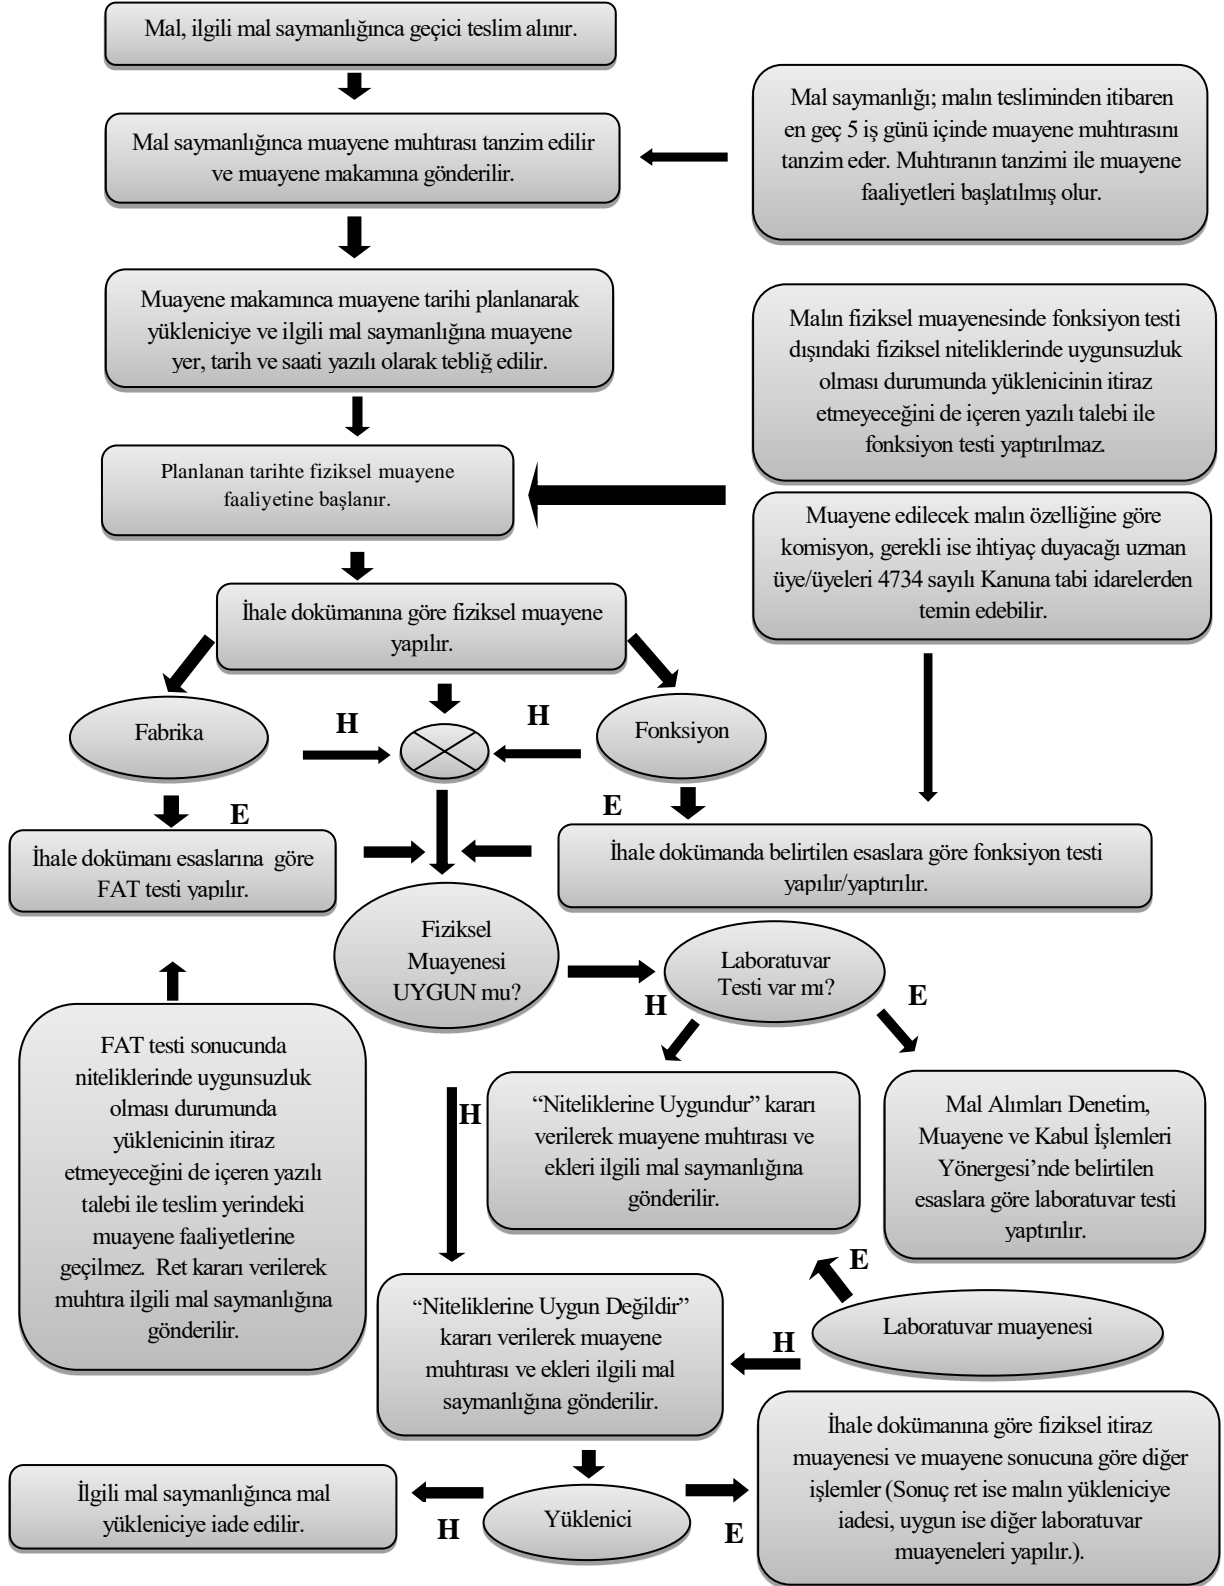 Mal, ilgili mal saymanlığınca geçici teslim alınır.
Mal saymanlığı; malın tesliminden itibaren
en geç 5 iş günü içinde muayene muhtırasını
tanzim eder. Muhtıranın tanzimi ile muayene
faaliyetleri başlatılmış olur.
Mal saymanlığınca muayene muhtırası tanzim edilir
ve muayene makamına gönderilir.
Muayene makamınca muayene tarihi planlanarak
yükleniciye ve ilgili mal saymanlığına muayene
yer, tarih ve saati yazılı olarak tebliğ edilir.
Malın fiziksel muayenesinde fonksiyon testi
dışındaki fiziksel niteliklerinde uygunsuzluk
olması durumunda yüklenicinin itiraz
etmeyeceğini de içeren yazılı talebi ile
fonksiyon testi yaptırılmaz.
Planlanan tarihte fiziksel muayene
faaliyetine başlanır.
Muayene edilecek malın özelliğine göre
komisyon, gerekli ise ihtiyaç duyacağı uzman
üye/üyeleri 4734 sayılı Kanuna tabi idarelerden
temin edebilir.
İhale dokümanına göre fiziksel muayene
yapılır.
Fabrika
H
H
Fonksiyon
E
E
İhale dokümanı esaslarına göre
FAT testi yapılır.
İhale dokümanda belirtilen esaslara göre fonksiyon testi
yapılır/yaptırılır.
Fiziksel
Muayenesi
UYGUN mu?
Laboratuvar
Testi var mı?
H
E
FAT testi sonucunda
niteliklerinde uygunsuzluk
olması durumunda
yüklenicinin itiraz
etmeyeceğini de içeren yazılı
talebi ile teslim yerindeki
muayene faaliyetlerine
geçilmez. Ret kararı verilerek
muhtıra ilgili mal saymanlığına
gönderilir.
H
“Niteliklerine Uygundur” kararı
verilerek muayene muhtırası ve
ekleri ilgili mal saymanlığına
gönderilir.
Mal Alımları Denetim,
Muayene ve Kabul İşlemleri
Yönergesi’nde belirtilen
esaslara göre laboratuvar testi
yaptırılır.
E
Laboratuvar muayenesi
H
“Niteliklerine Uygun Değildir”
kararı verilerek muayene
muhtırası ve ekleri ilgili mal
saymanlığına gönderilir.
İhale dokümanına göre fiziksel itiraz
muayenesi ve muayene sonucuna göre diğer
işlemler (Sonuç ret ise malın yükleniciye
iadesi, uygun ise diğer laboratuvar
muayeneleri yapılır.).
İlgili mal saymanlığınca mal
yükleniciye iade edilir.
H
Yüklenici
E